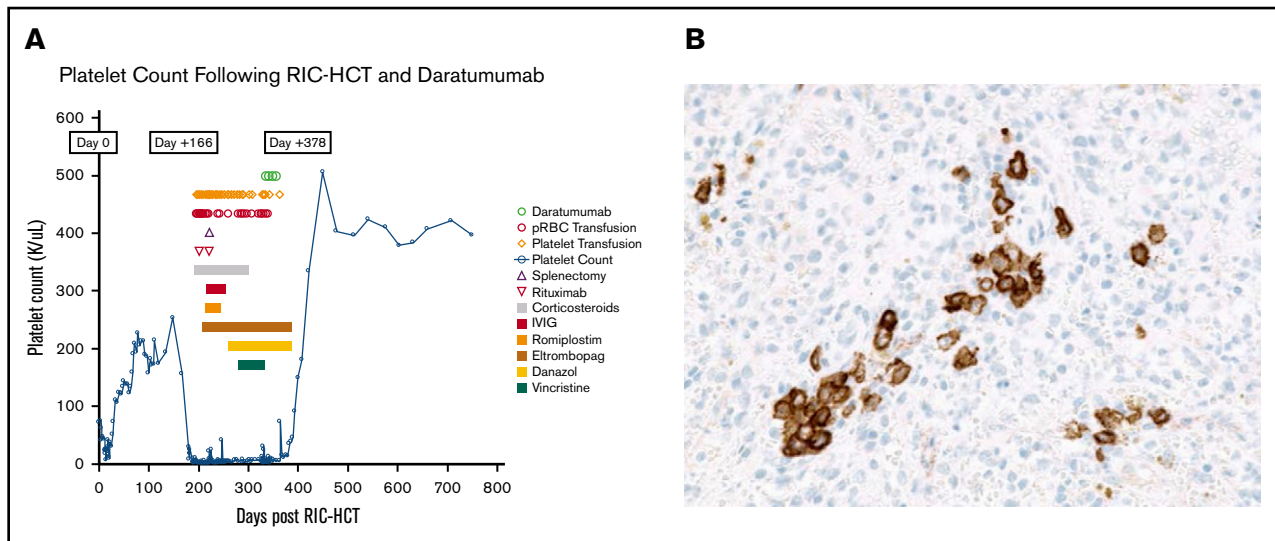 A
Platelet Count Following RIC-HCT and Daratumumab
Platelet count (K/uL)
600
500
400
300
200
100
0
Day 0
Day +166
Day +378
0 100 200 300 400 500 600 700 800
Days post RIC-HCT
Daratumumab
pRBC Transfusion
Platelet Transfusion
Platelet Count
Splenectomy
Rituximab
Corticosteroids
IVIG
Romiplostim
Eltrombopag
Danazol
Vincristine
B